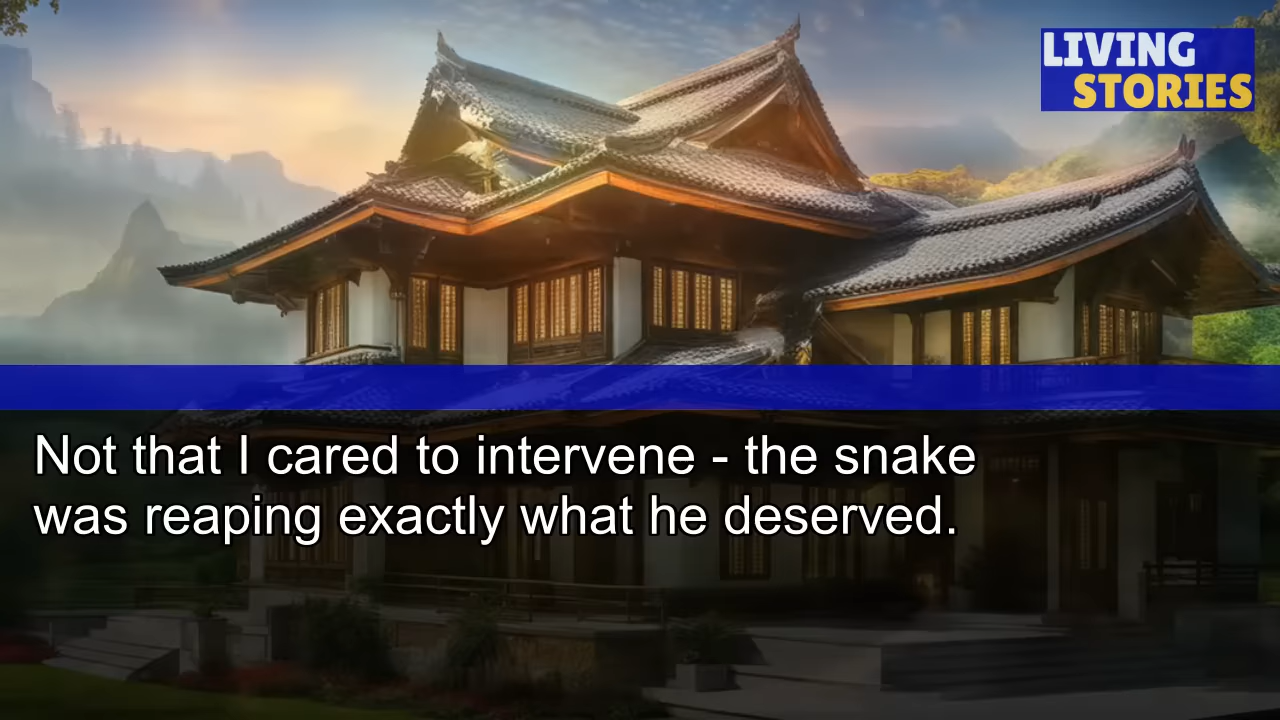 LIVING
STORIES
Not that I cared to intervene - the snake
was reaping exactly what he deserved.